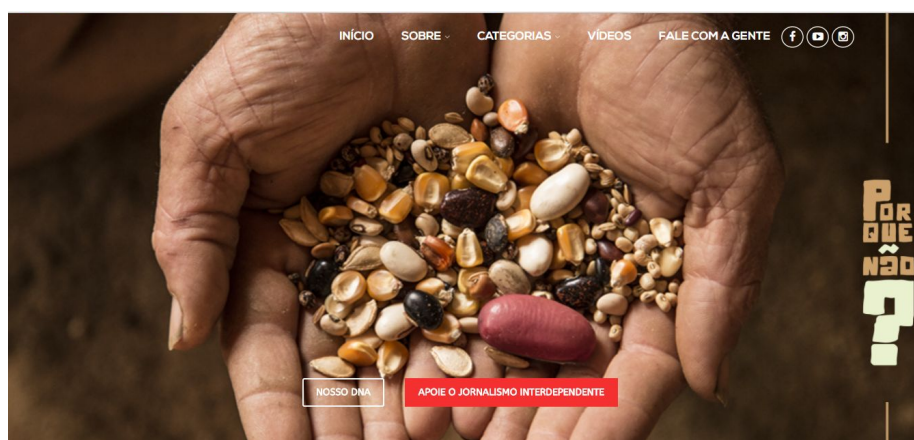 INÍCIO SOBRE CATEGORIAS VÍDEOS FALE COM A GENTE
POR
QUE
NÃO
?
NOSSO DNA APOIE O JORNALISMO INTERDEPENDENTE